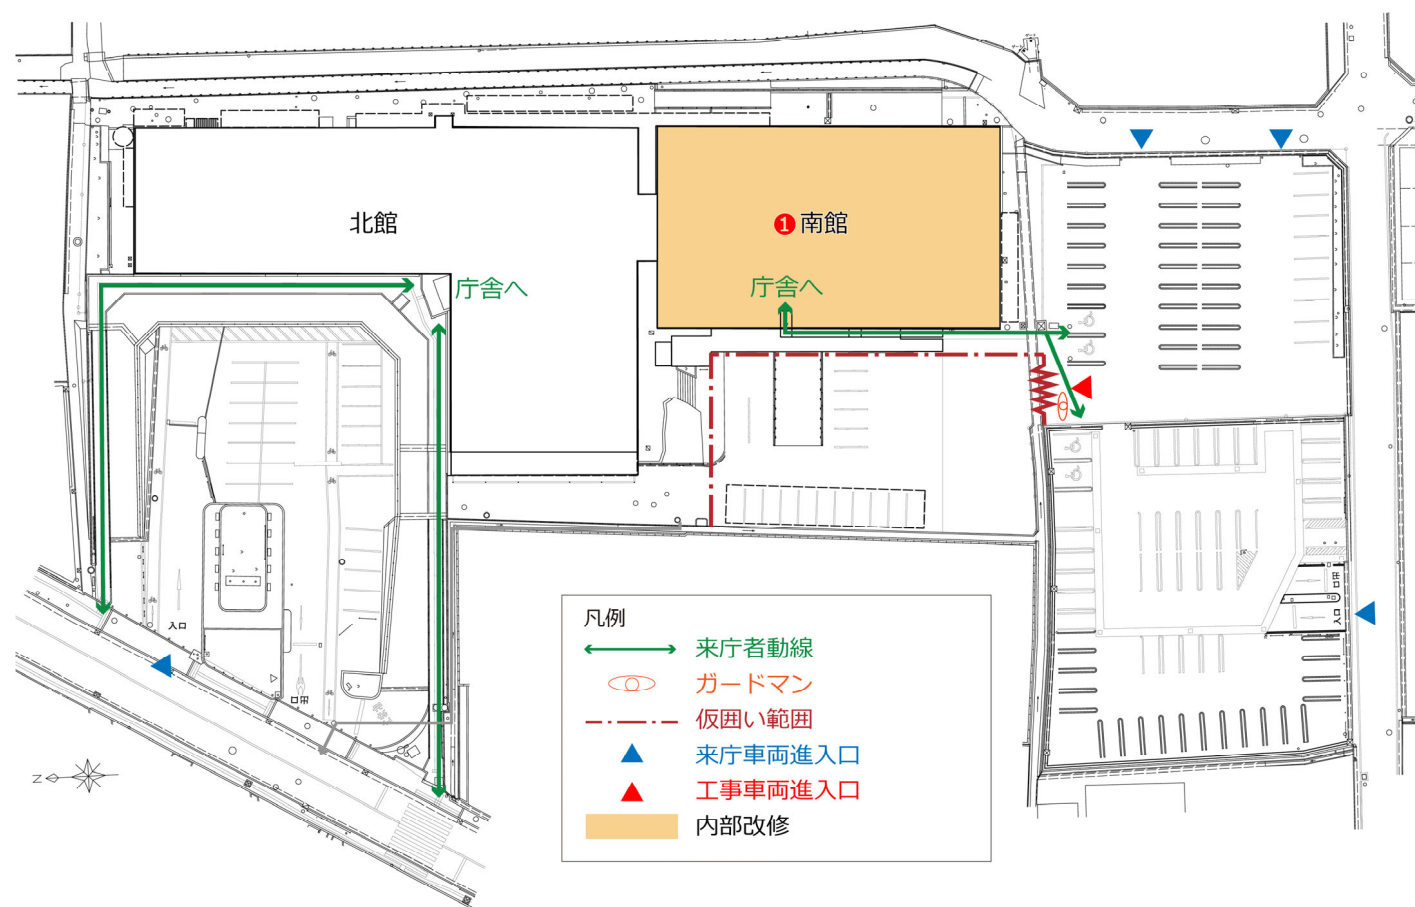 北館
❶南館
庁舎へ
庁舎へ
出口
入口
入口
出口
凡例
来庁者動線
ガードマン
仮囲い範囲
来庁車両進入口
工事車両進入口
内部改修
Z